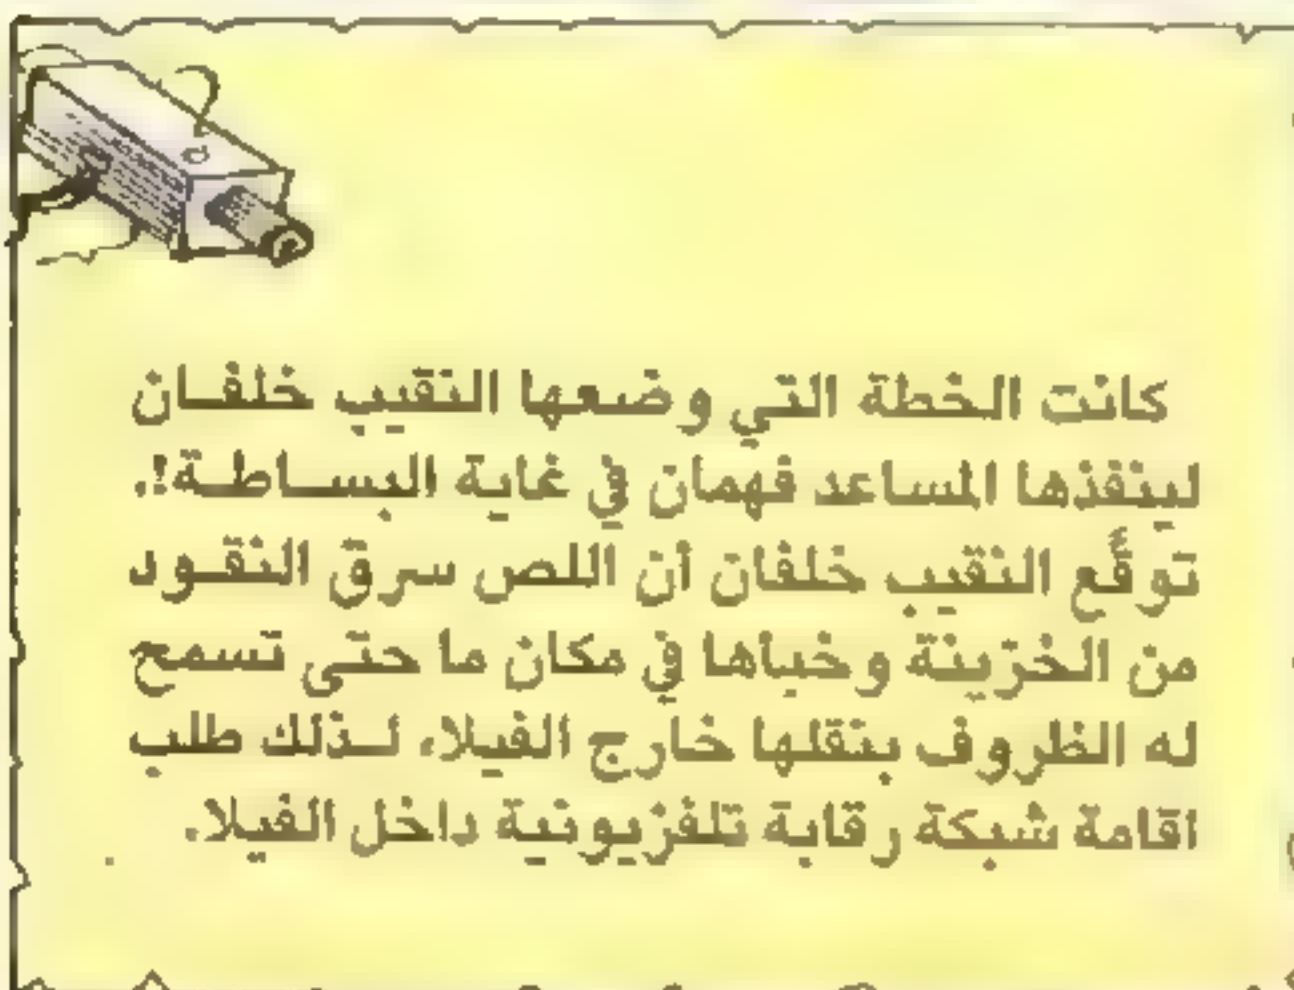 كانت الخطة التي وضعها النقيب خلفان
لينفذها المساعد فهمان في غاية البساطة!.
توقَّع النقيب خلفان أن اللص سرق النقود
من الخزينة وخبأها في مكان ما حتى تسمح
له الظروف بنقلها خارج الفيلا، لذلك طلب
اقامة شبكة رقابة تلفزيونية داخل الفيلا.